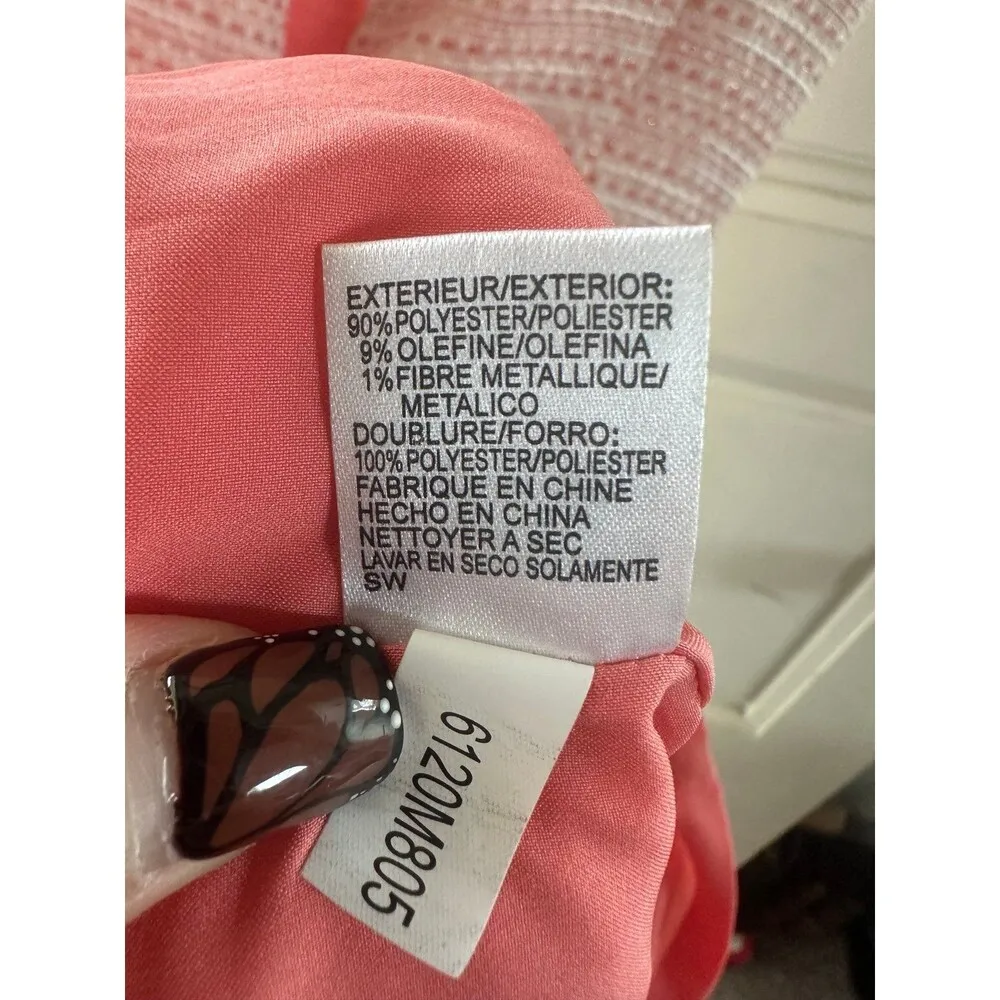 EXTERIEUR/EXTERIOR:
90% POLYESTER/POLIESTER
9% OLEFINE/OLEFINA
1% FIBRE METALLIQUE/
METALICO
DOUBLURE/FORRO:
100% POLYESTER/POLIESTER
FABRIQUE EN CHINE
HECHO EN CHINA
NETTOYER A SEC
LAVAR EN SECO SOLAMENTE
SW
6120M805